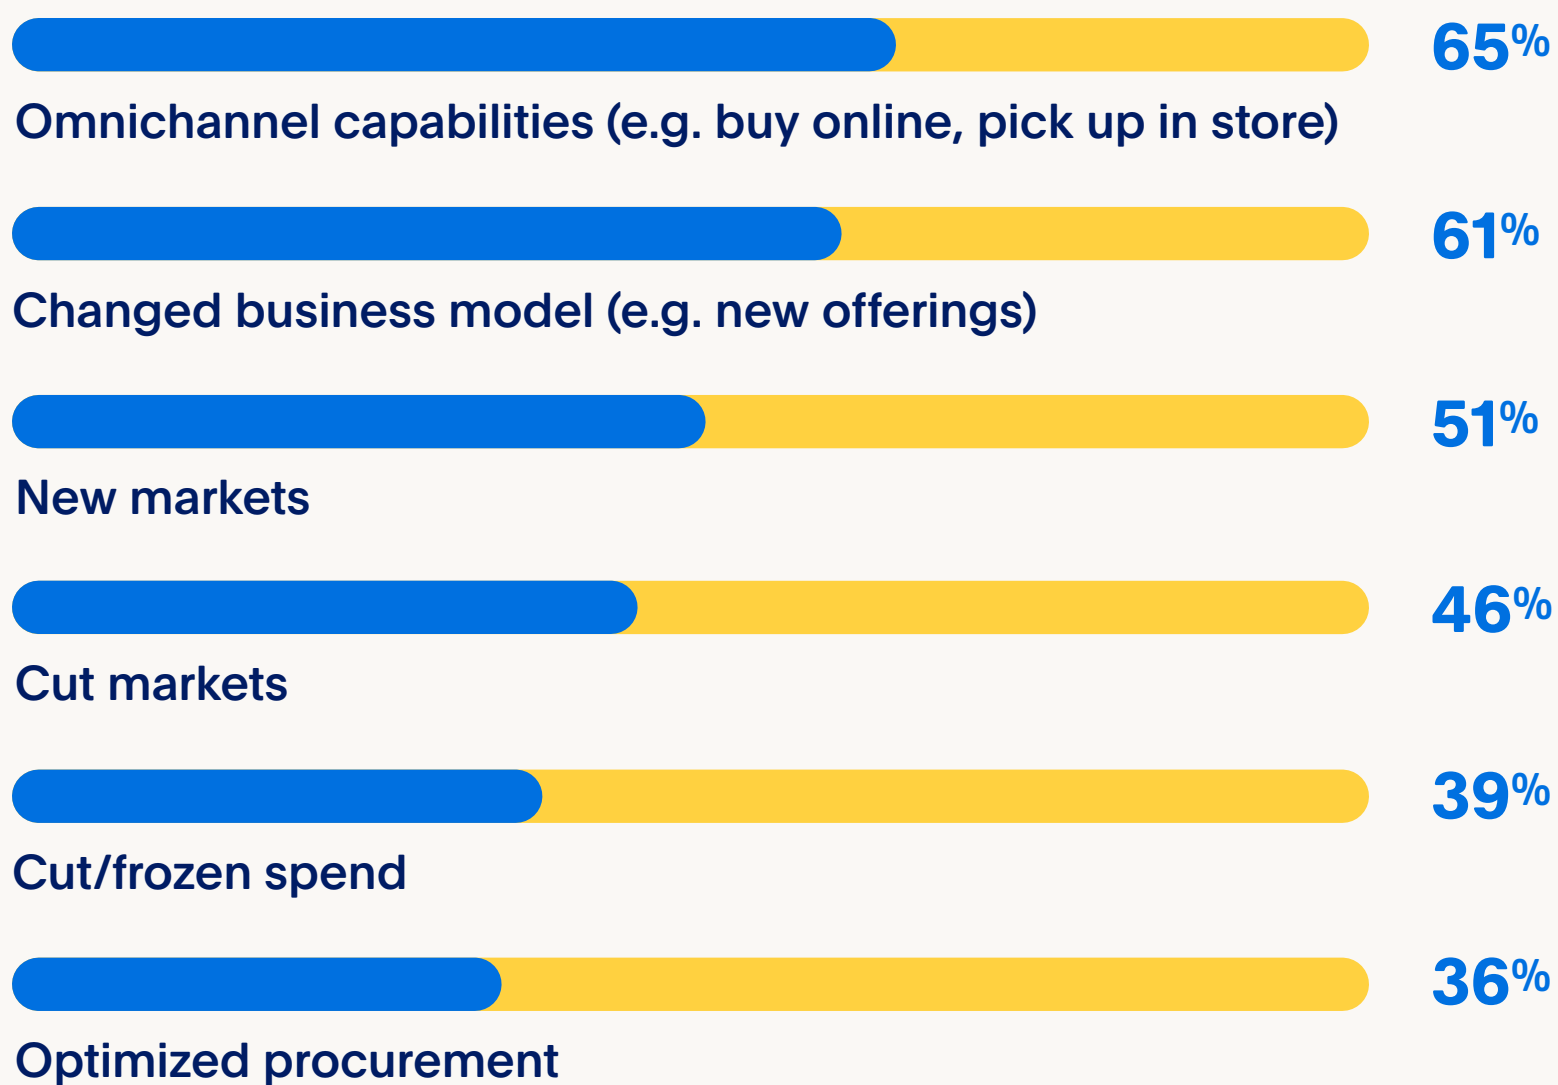 65%
Omnichannel capabilities (e.g. buy online, pick up in store)
61%
Changed business model (e.g. new offerings)
51%
New markets
46%
Cut markets
39%
Cut/frozen spend
36%
Optimized procurement